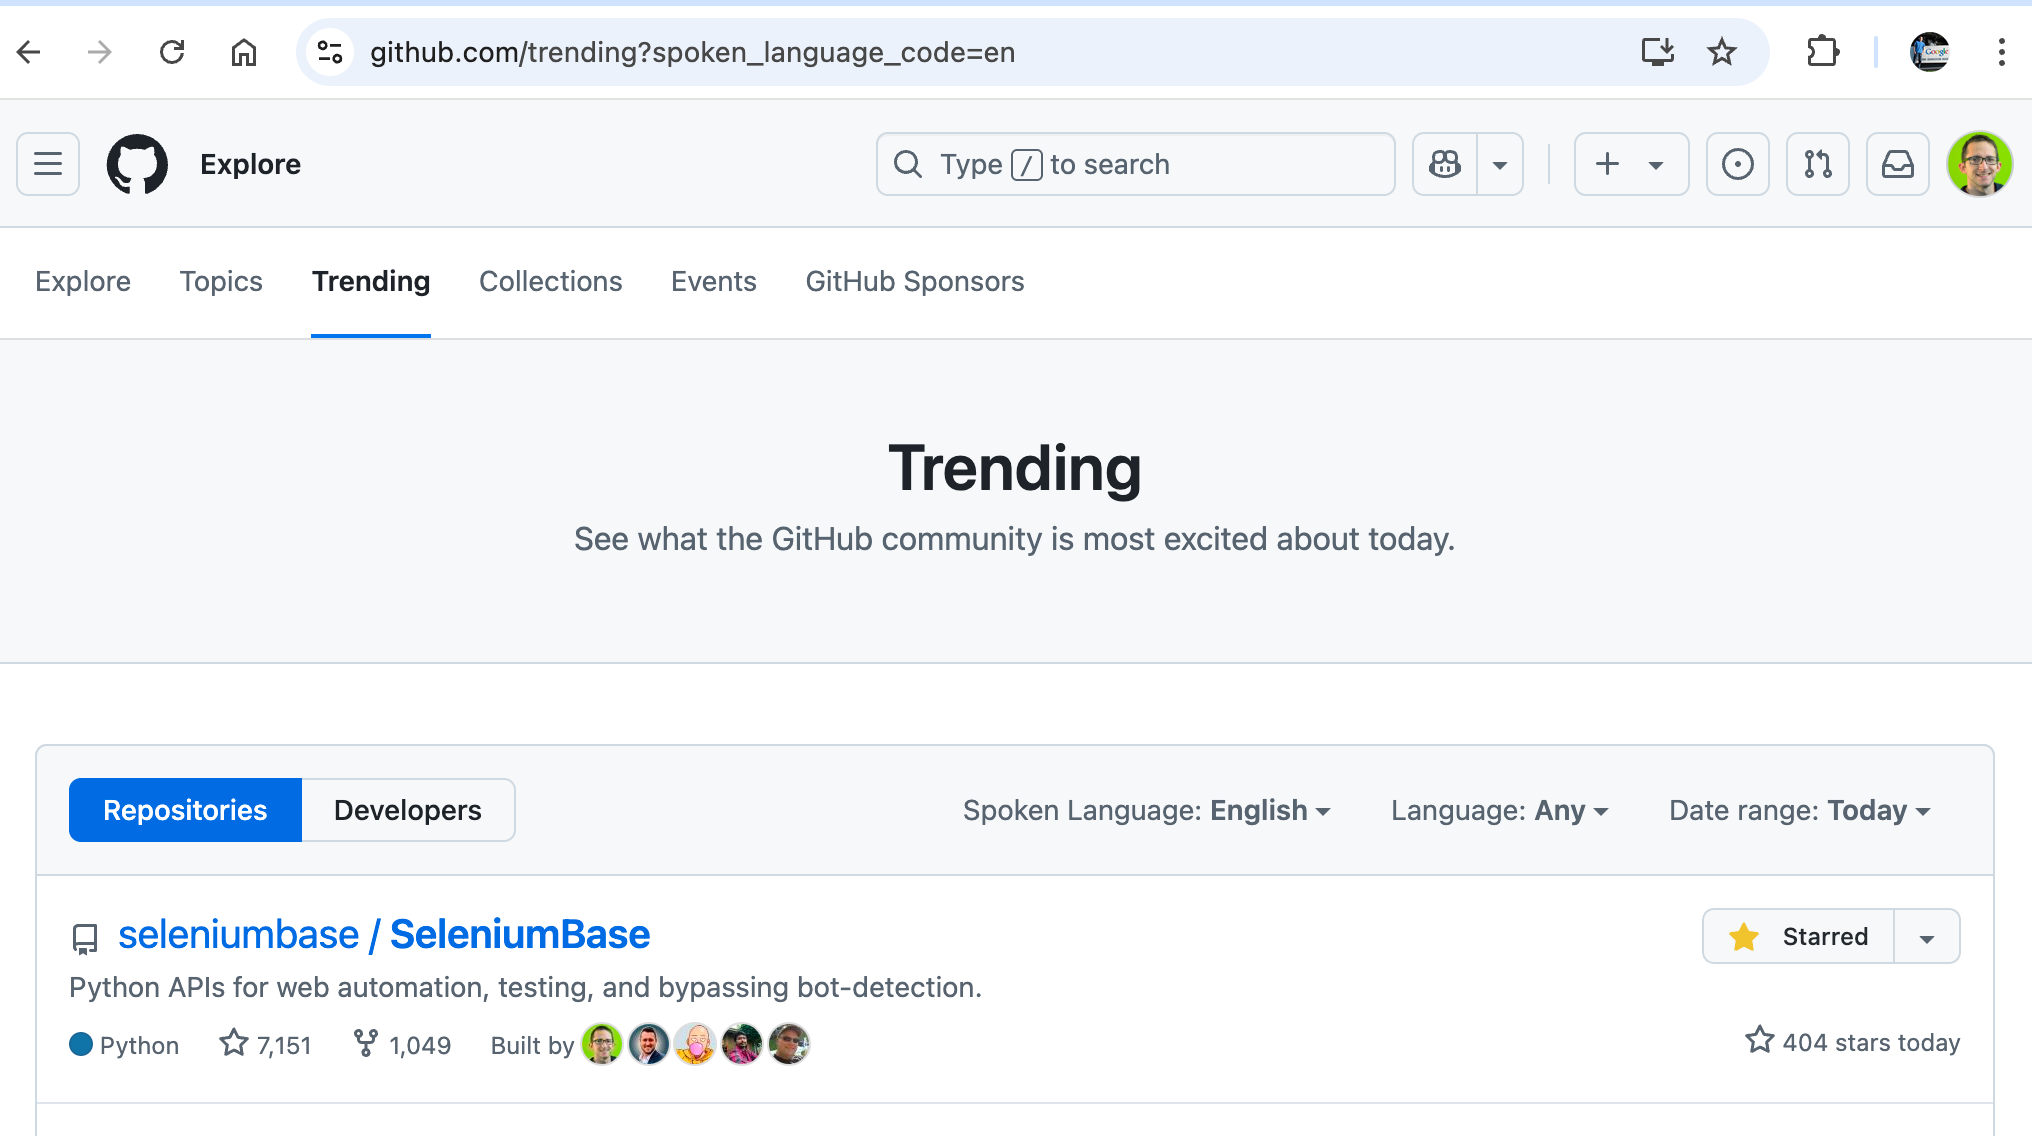 github.com/trending?spoken_language_code=en
Explore
Type / to search
Explore Topics Trending Collections Events GitHub Sponsors
Trending
See what the GitHub community is most excited about today.
Repositories Developers Spoken Language: English Language: Any Date range: Today
seleniumbase / SeleniumBase Starred
Python APIs for web automation, testing, and bypassing bot-detection.
Python 7,151 1,049 Built by 404 stars today